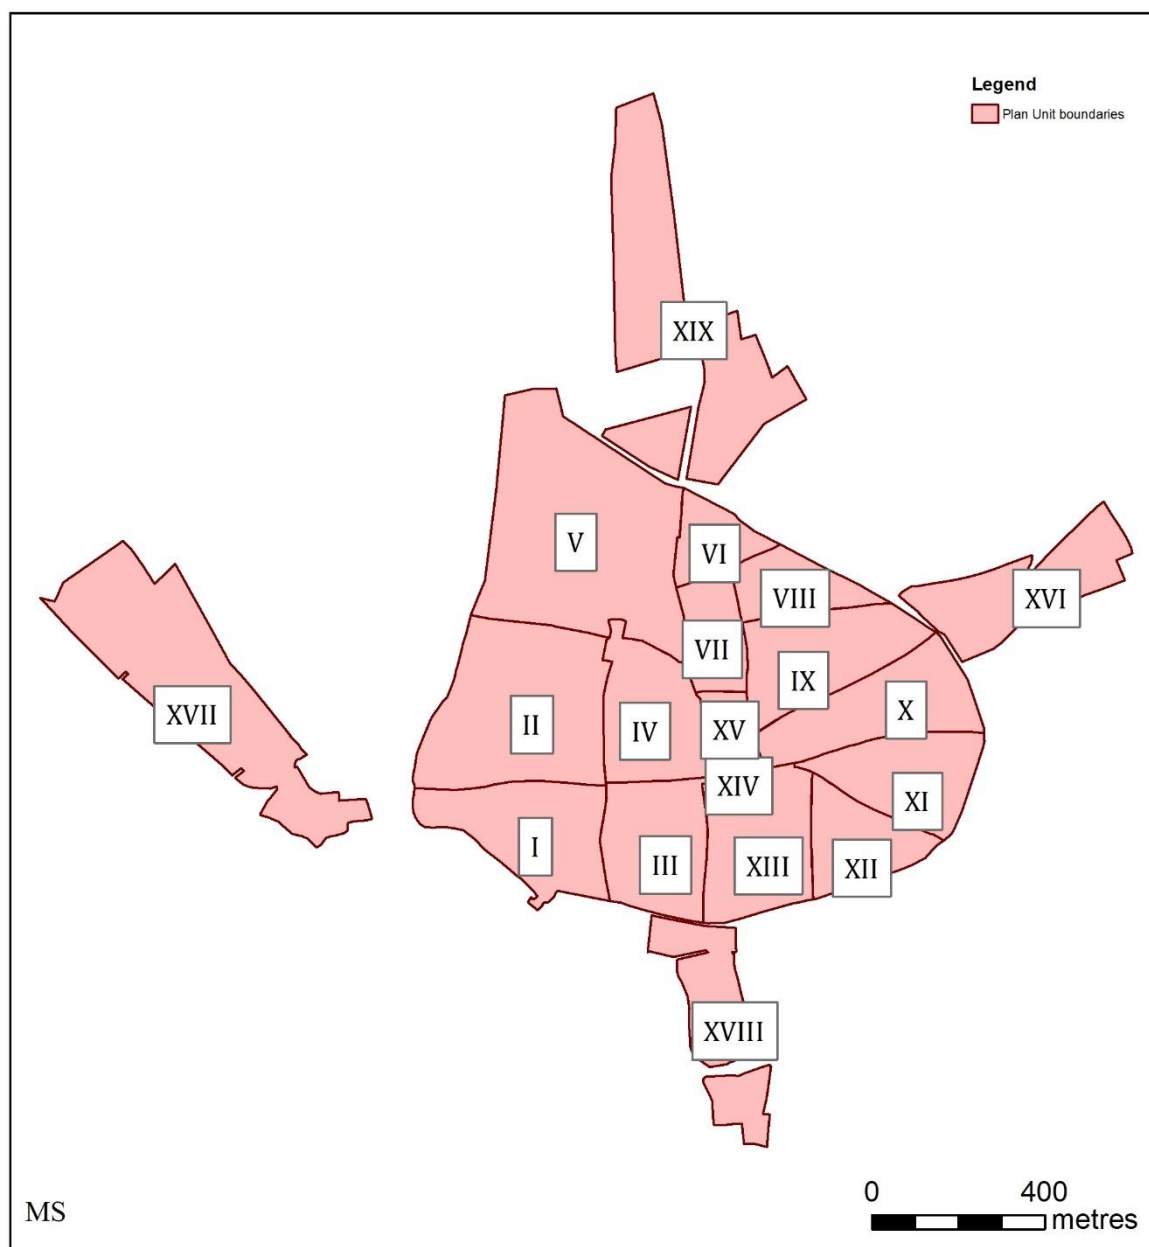 Legend
Plan Unit boundaries
XIX
V
VI
VIII
XVI
VII
IX
XVII
II
IV
XV
X
XIV
XI
I
III
XIII
XII
XVIII
0 400
metres
MS